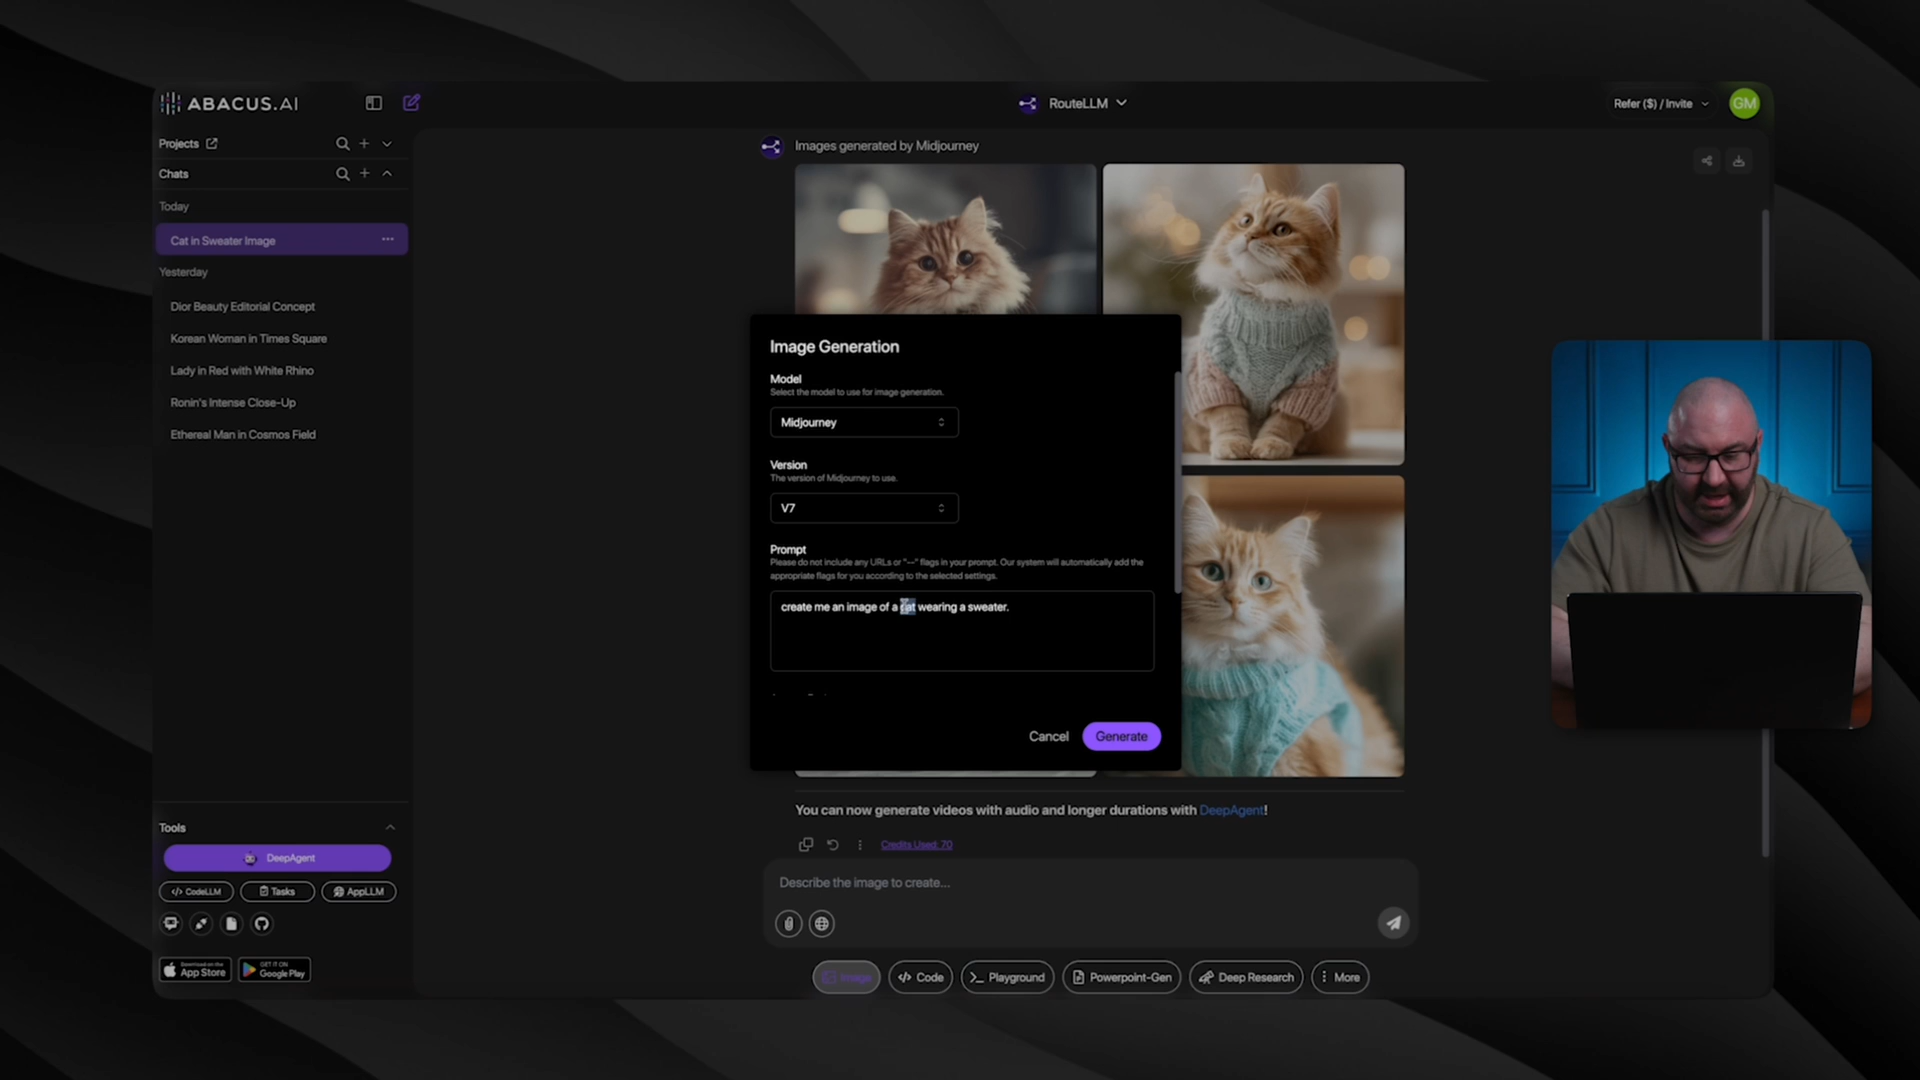 ABACUS.AI
RouteLLM
Refer ($) / Invite
GM
Projects
Chats
Today
Cat in Sweater Image
Yesterday
Dior Beauty Editorial Concept
Korean Woman in Times Square
Lady in Red with White Rhino
Ronin's Intense Close-Up
Ethereal Man in Cosmos Field
Tools
DeepAgent
</> CodeLLM
Tasks
AppLLM
Download on the
App Store
GET IT ON
Google Play
Images generated by Midjourney
Image Generation
Model
Select the model to use for image generation.
Midjourney
Version
The version of Midjourney to use.
V7
Prompt
Please do not include any URLs or "--" flags in your prompt. Our system will automatically add the
appropriate flags for you according to the selected settings.
create me an image of a cat wearing a sweater.
Cancel
Generate
You can now generate videos with audio and longer durations with DeepAgent!
Credits Used: 70
Describe the image to create...
Image
</> Code
Playground
Powerpoint-Gen
Deep Research
More